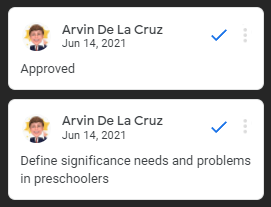 Arvin De La Cruz
Jun 14, 2021
Approved
Arvin De La Cruz
Jun 14, 2021
Define significance needs and problems
in preschoolers